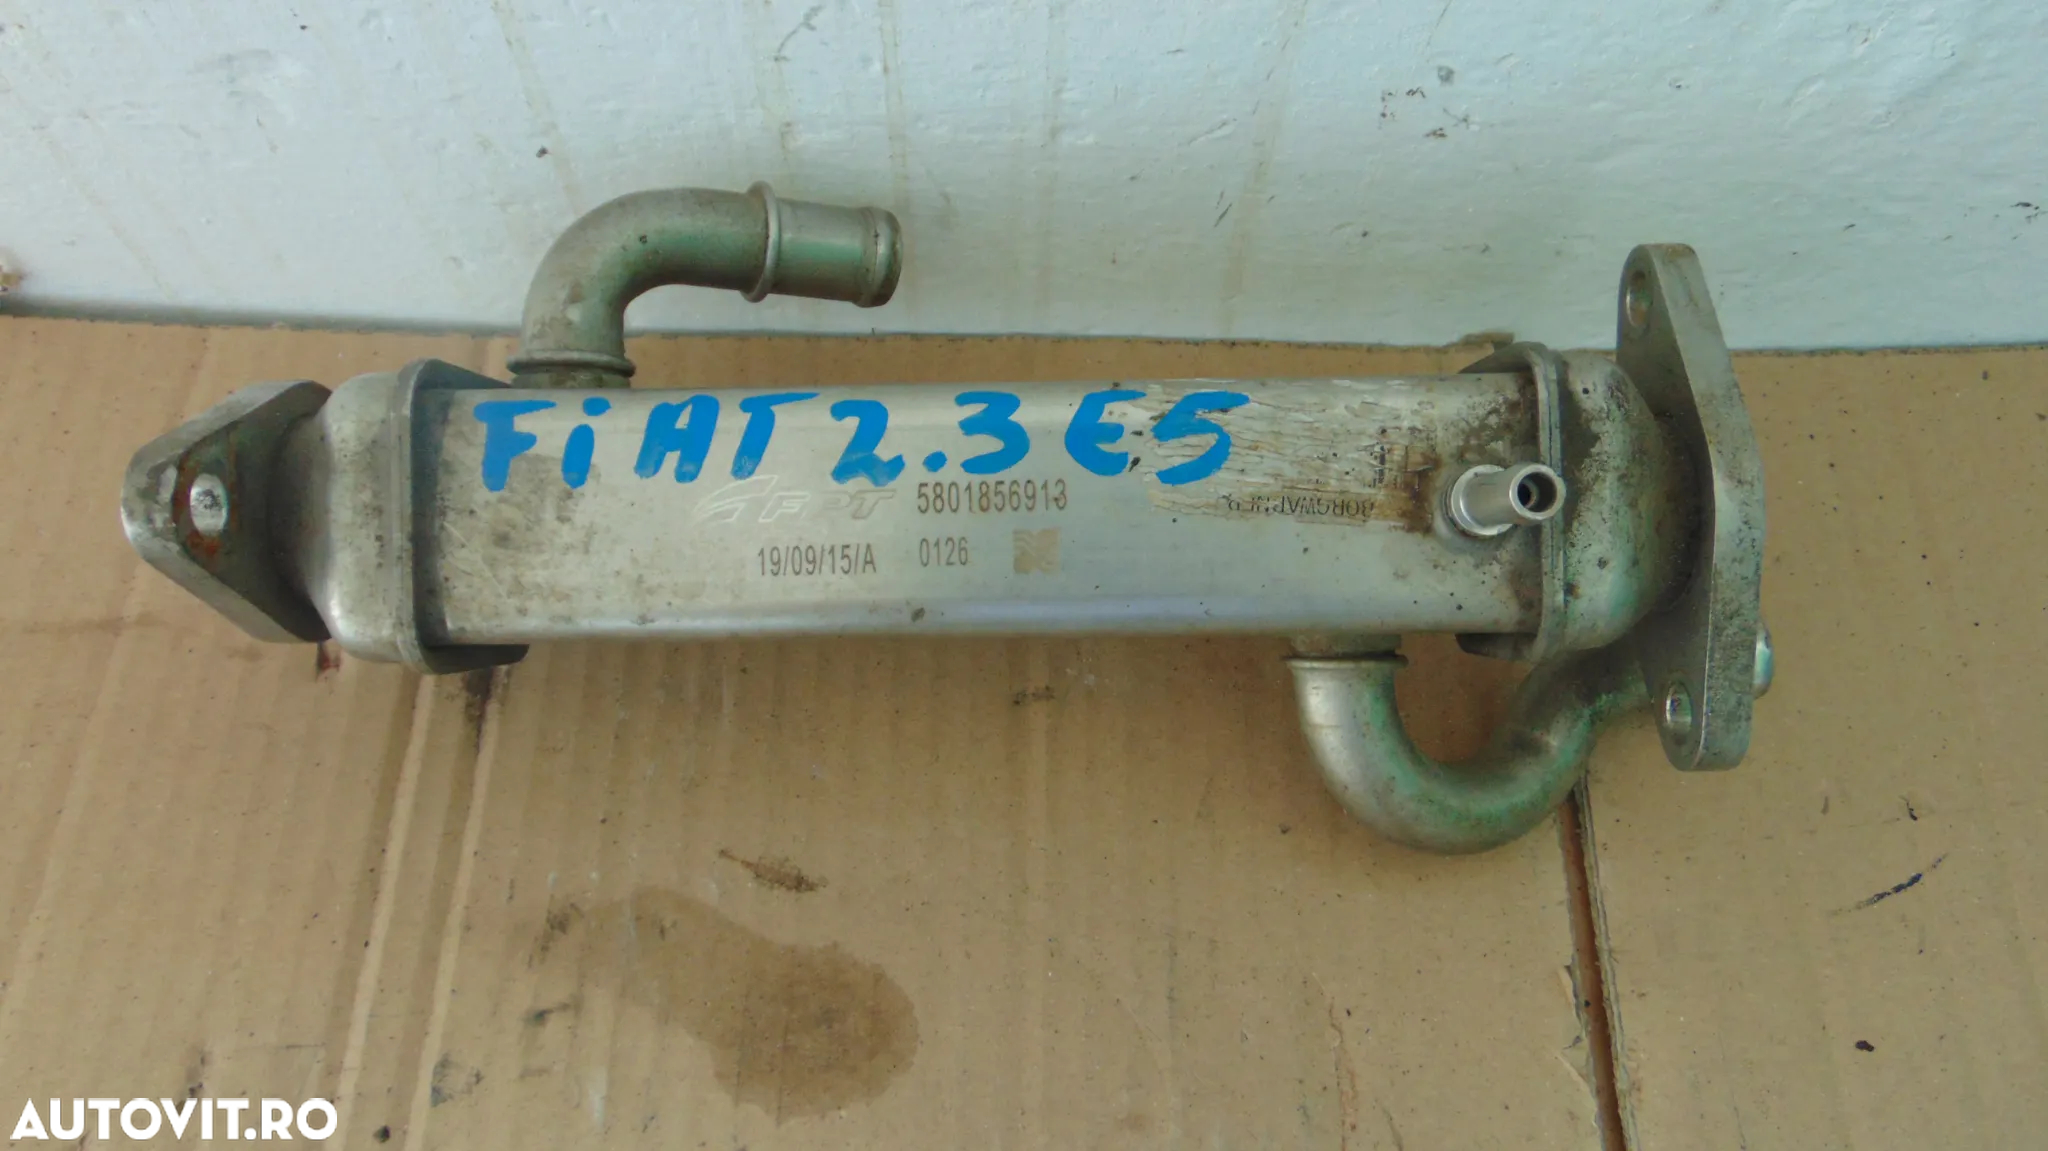 FiAT 2.3 E5
FPT 5801856913
BORGWARNER
19/09/15/A 0126
AUTOVIT.RO